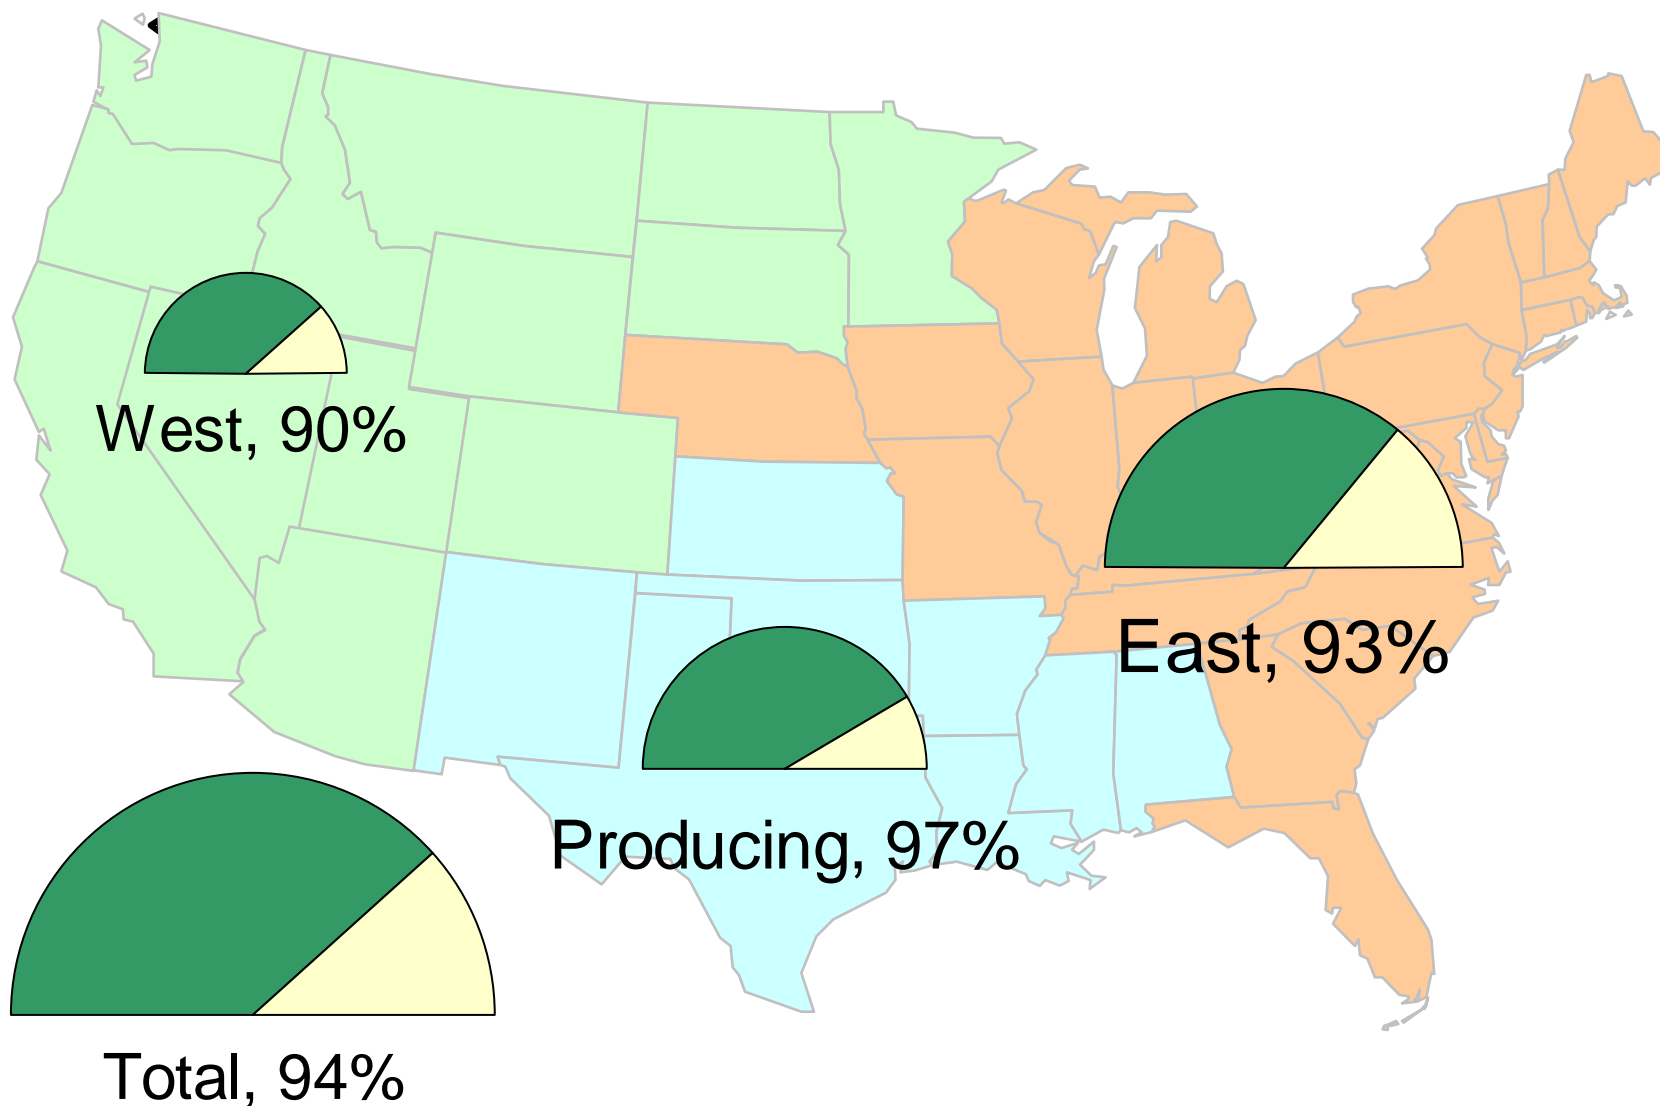 West, 90%
East, 93%
Producing, 97%
Total, 94%